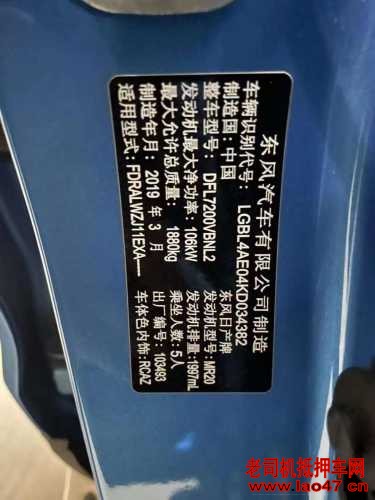 东风汽车有限公司制造
车辆识别代号：LGBL4AE04KD034382
制造国：中国 东风日产牌
整车型号：DFL7200VBNL2 发动机型号：MR20
发动机最大净功率：106kW 发动机排量：1997mL
最大允许总质量：1880kg 乘坐人数：5人
制造年月：2019 年 3 月 出厂编号：103493
适用型式：FDRALWZJ11EXA—— 车体色内饰色：RCAZ
老司机抵押车网
www.lao47.cn